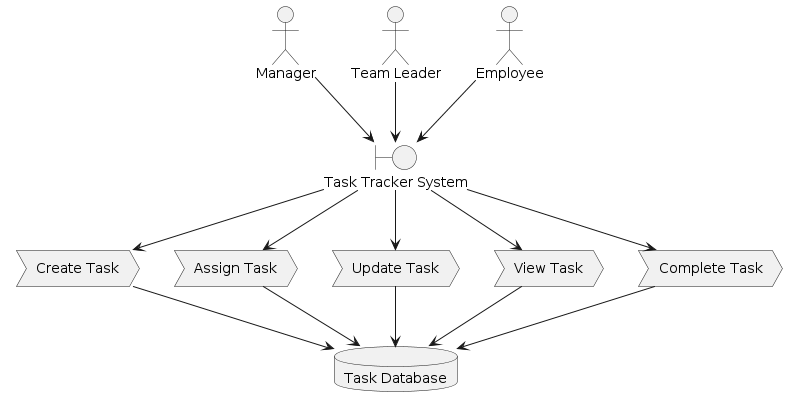 Manager
Team Leader
Employee
Task Tracker System
Create Task
Assign Task
Update Task
View Task
Complete Task
Task Database